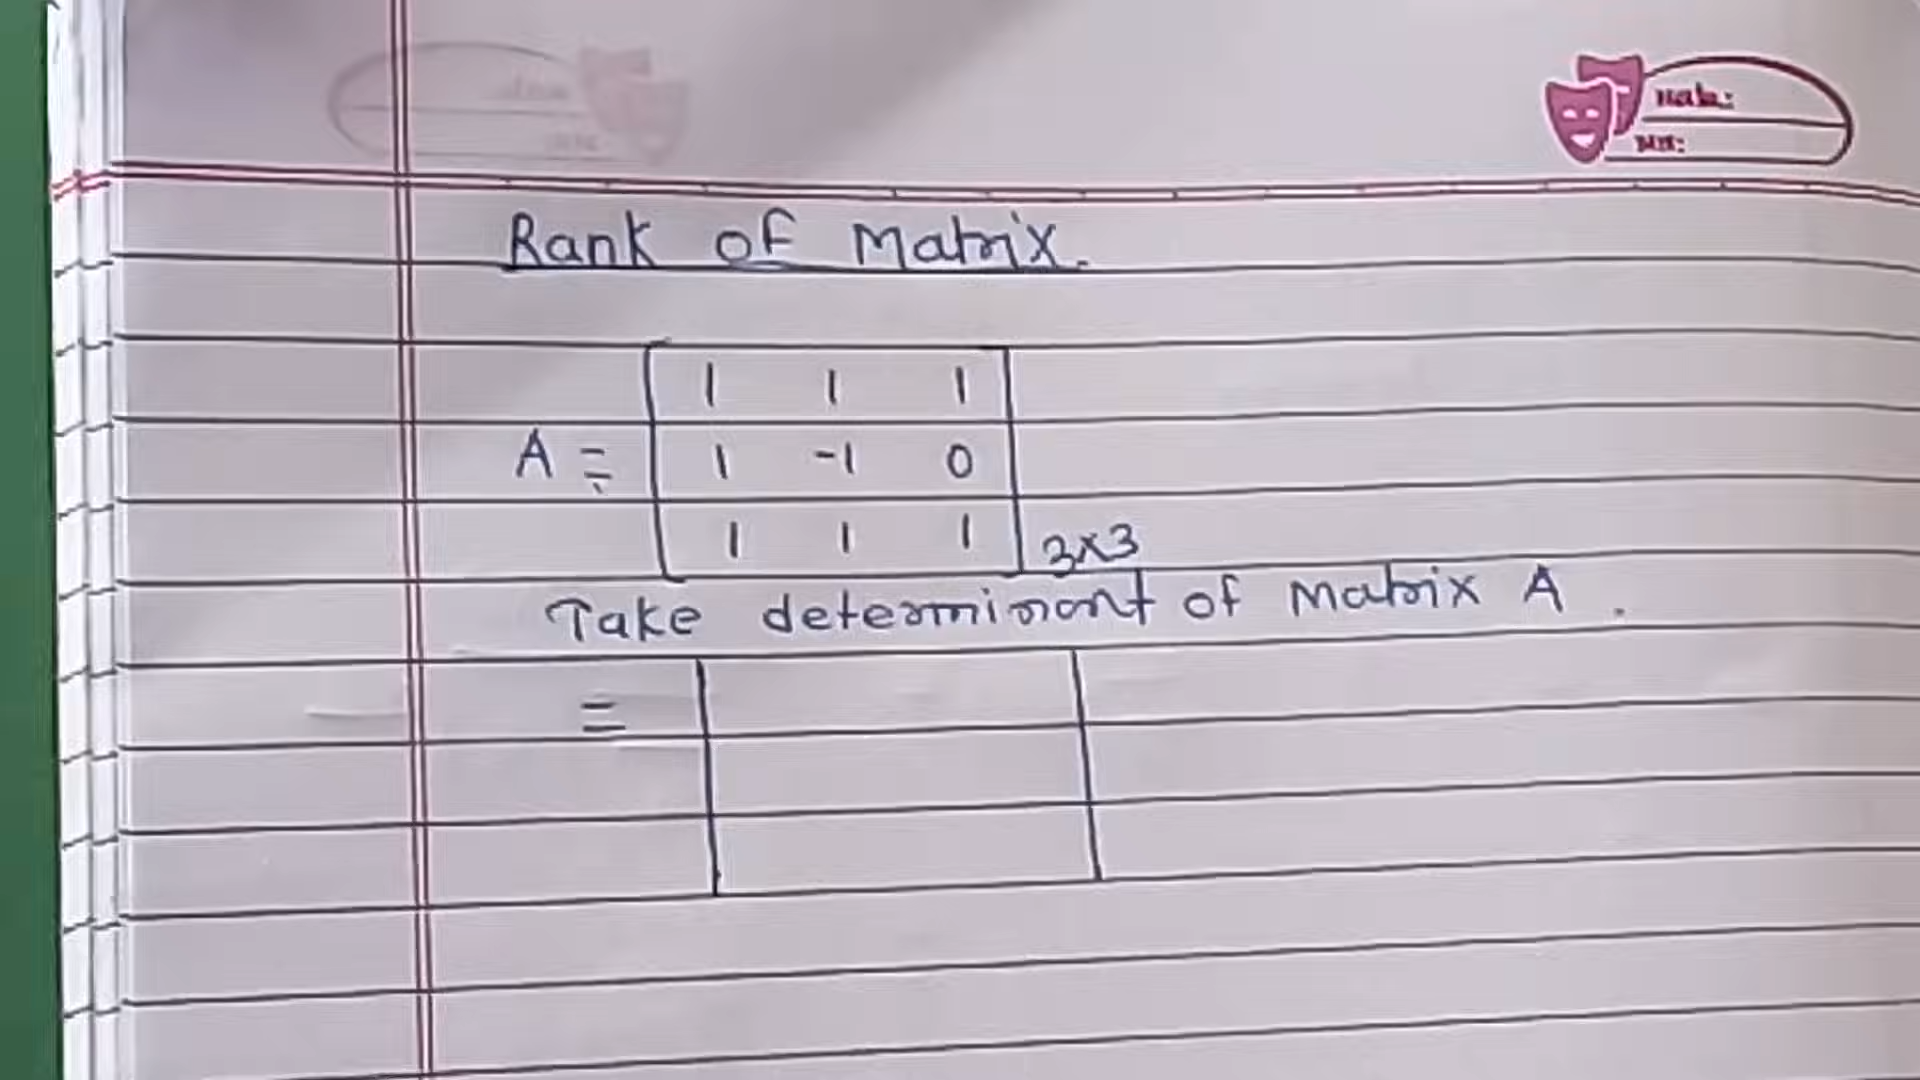 Rank of Matrix.
1 1 1
A = 1 -1 0
1 1 1 3x3
Take determinant of Matrix A.
=